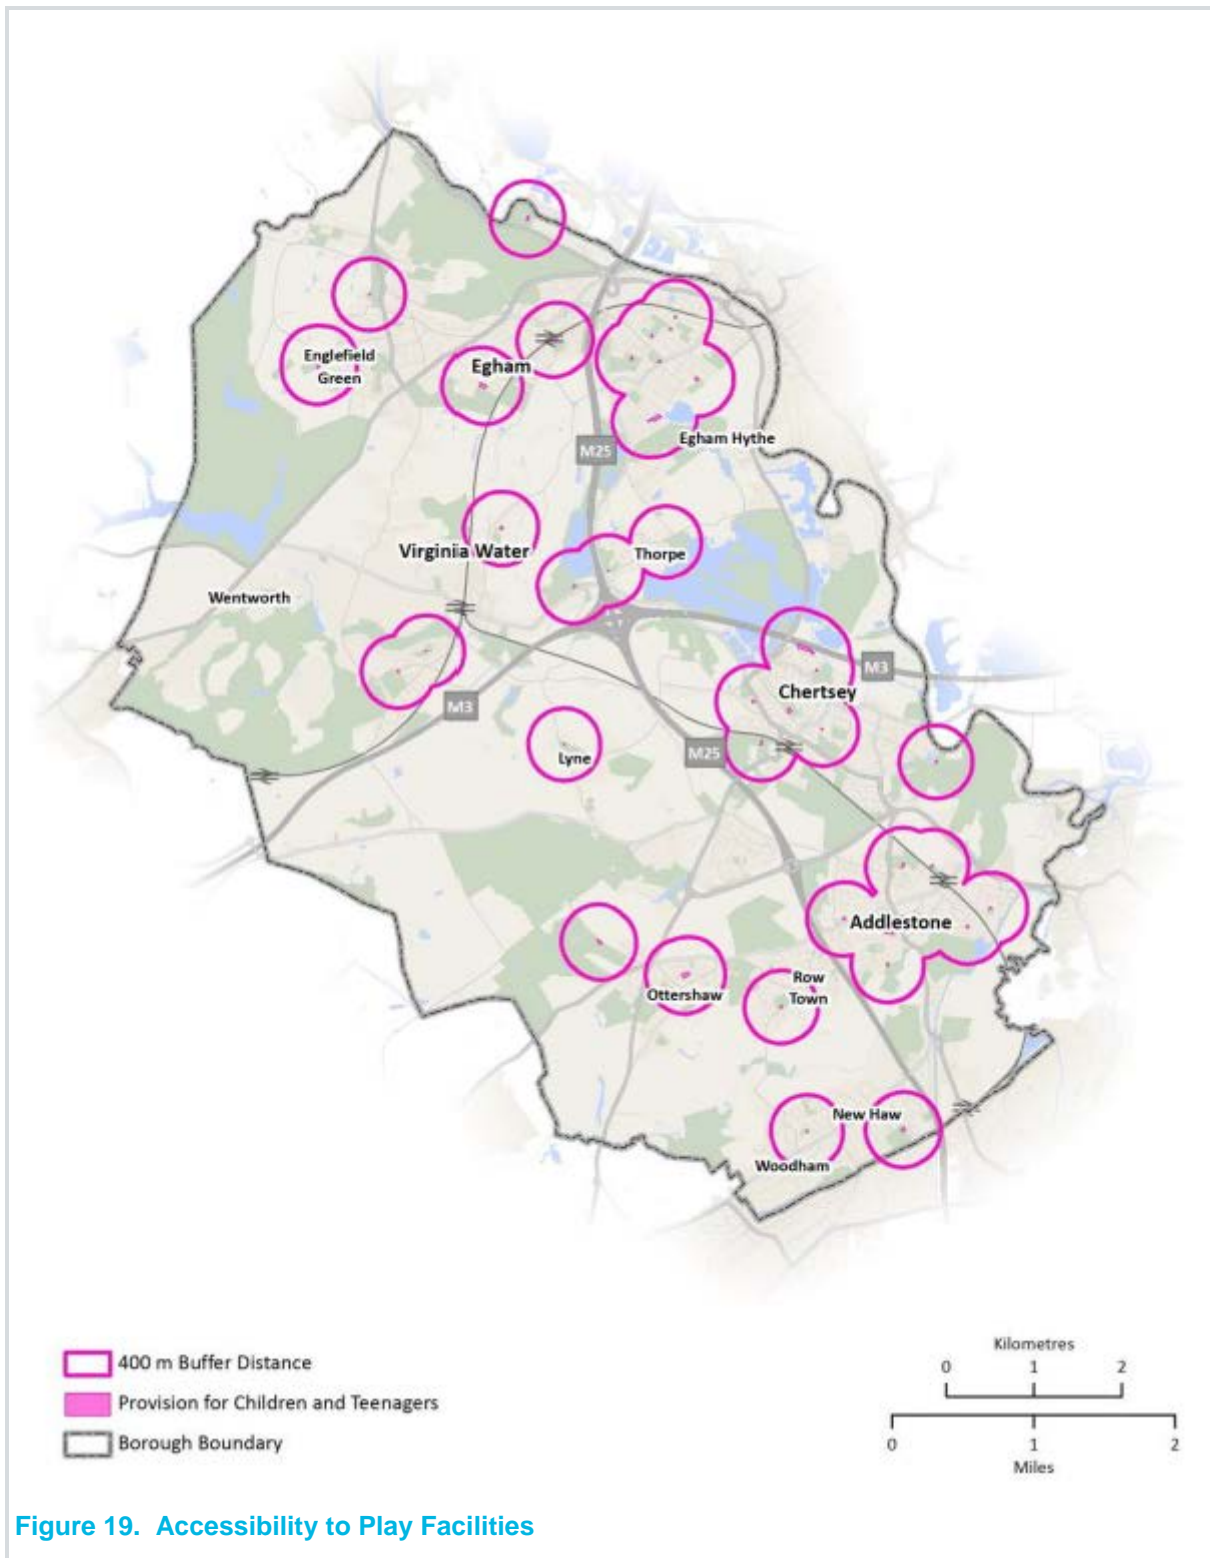 Englefield
Green
Egham
M25
Egham Hythe
Virginia Water
Thorpe
Wentworth
M3
Chertsey
M3
Lyne
M25
Addlestone
Row
Town
Ottershaw
New Haw
Woodham
400 m Buffer Distance
Provision for Children and Teenagers
Borough Boundary
Kilometres
0 1 2
0 1 2
Miles
Figure 19. Accessibility to Play Facilities